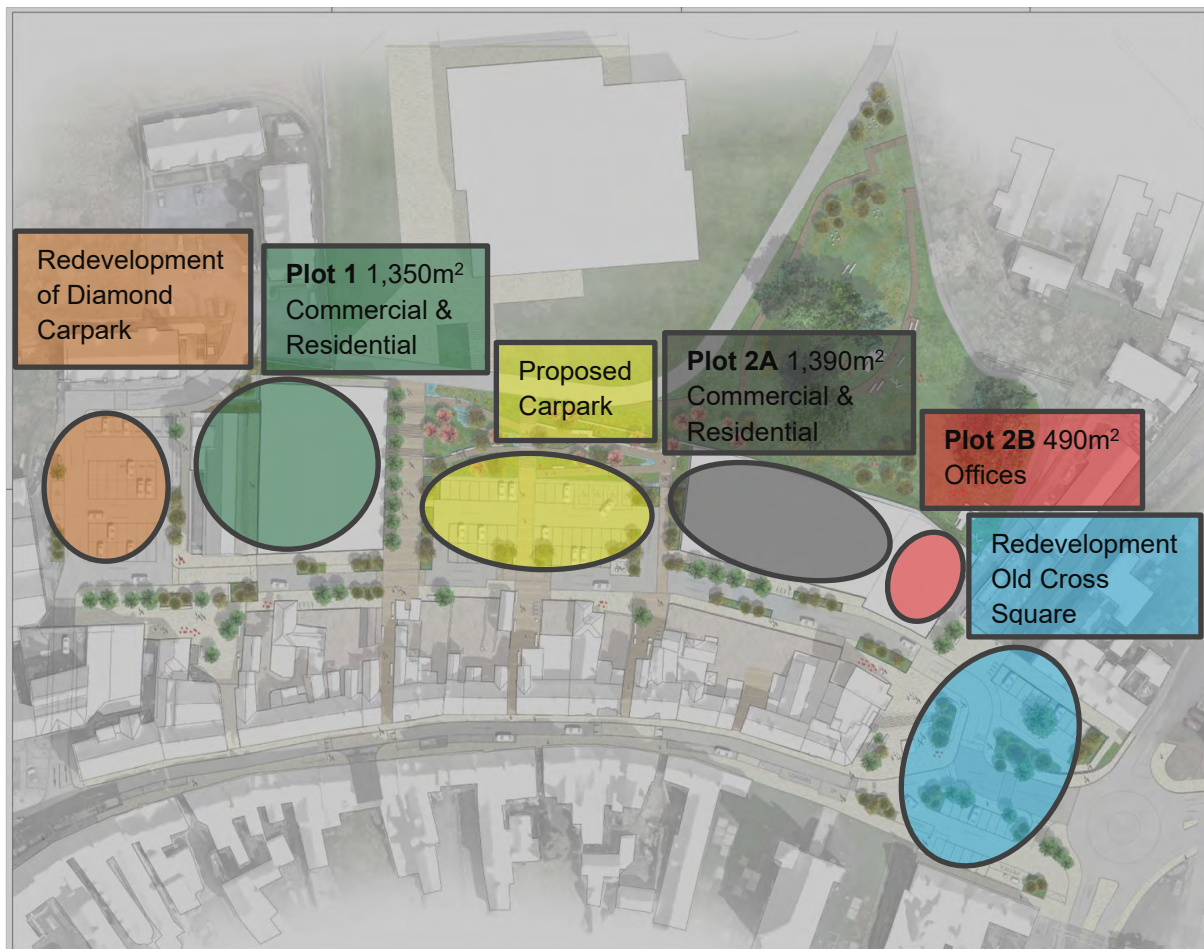 Redevelopment
of Diamond
Carpark
Plot 1 1,350m²
Commercial &
Residential
Proposed
Carpark
Plot 2A 1,390m²
Commercial &
Residential
Plot 2B 490m²
Offices
Redevelopment
Old Cross
Square